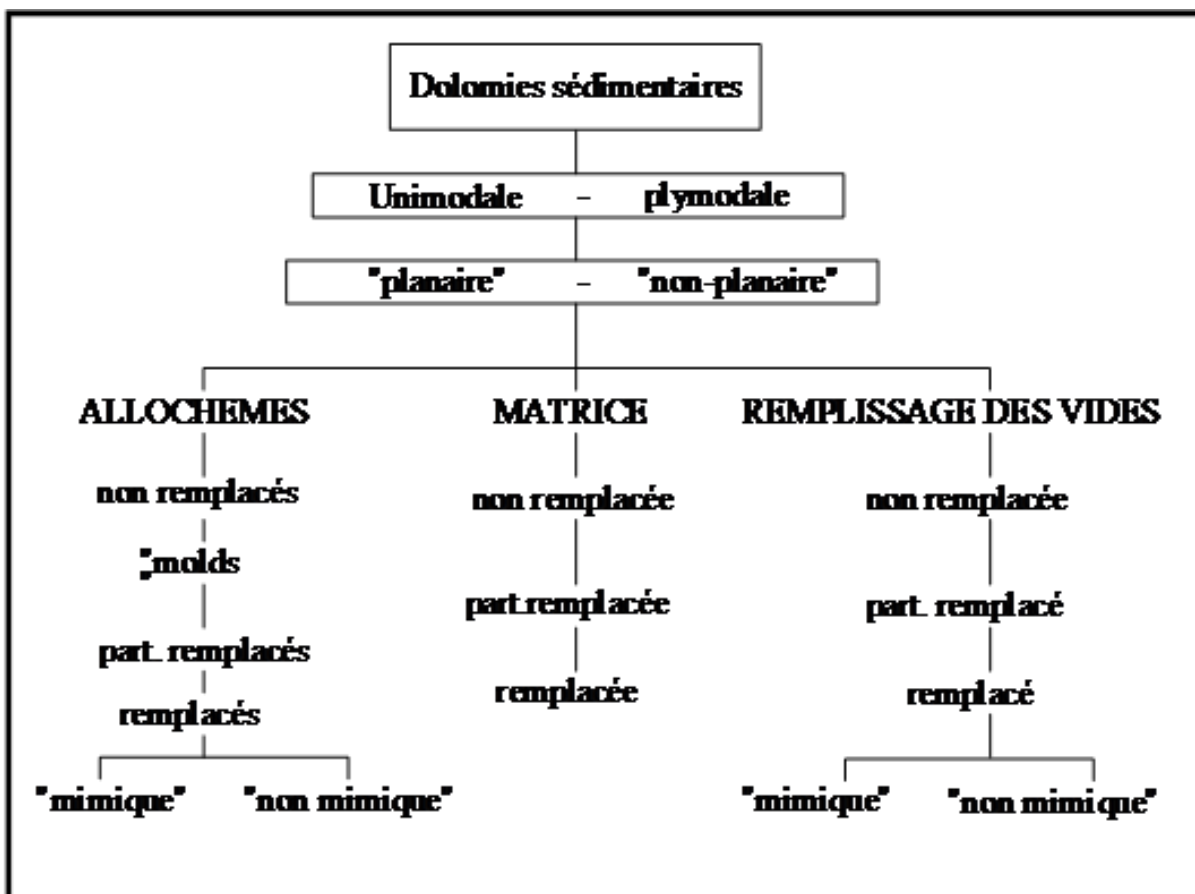 Dolomies sédimentaires
Unimodale - plymodale
"planaire" - "non-planaire"
ALLOCHEMES MATRICE REMPLISSAGE DES VIDES
non remplacés non remplacée non remplacée
"molds
part. remplacés part.remplacée part. remplacé
remplacés remplacée remplacé
"mimique" "non mimique" "mimique" "non mimique"